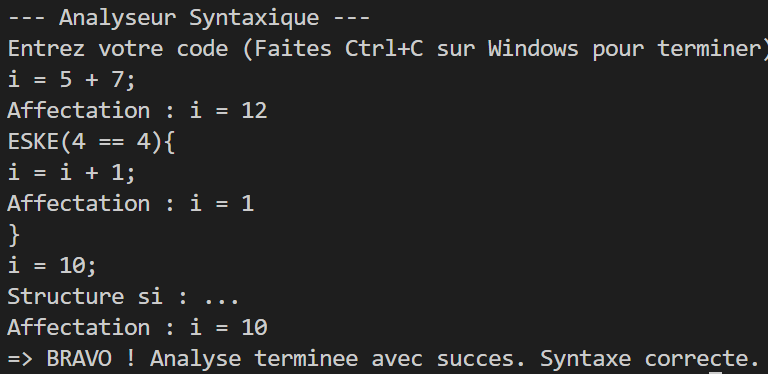 --- Analyseur Syntaxique ---
Entrez votre code (Faites Ctrl+C sur Windows pour terminer)
i = 5 + 7;
Affectation : i = 12
ESKE(4 == 4){
i = i + 1;
Affectation : i = 1
}
i = 10;
Structure si : ...
Affectation : i = 10
=> BRAVO ! Analyse terminee avec succes. Syntaxe correcte.